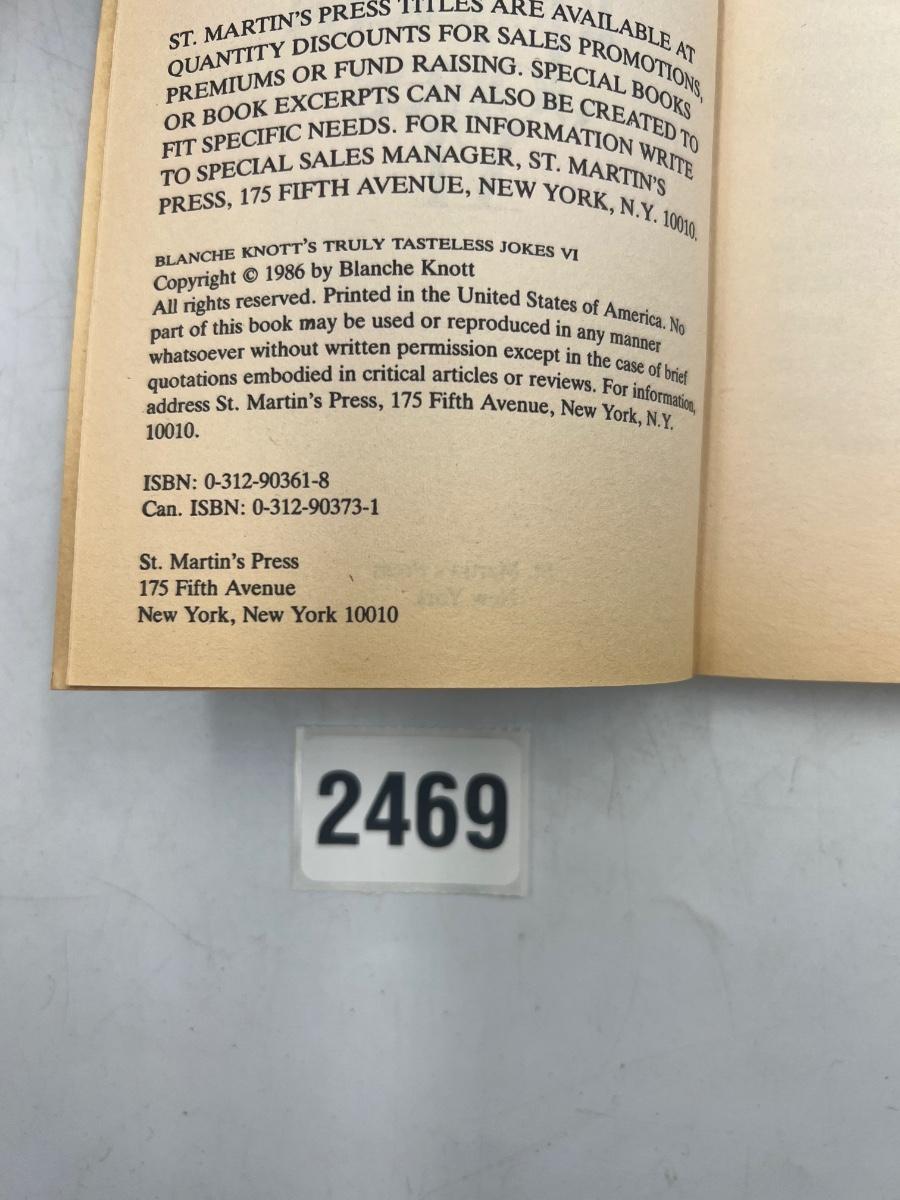 ST. MARTIN'S PRESS TITLES ARE AVAILABLE AT
QUANTITY DISCOUNTS FOR SALES PROMOTIONS,
PREMIUMS OR FUND RAISING. SPECIAL BOOKS
OR BOOK EXCERPTS CAN ALSO BE CREATED TO
FIT SPECIFIC NEEDS. FOR INFORMATION WRITE
TO SPECIAL SALES MANAGER, ST. MARTIN'S
PRESS, 175 FIFTH AVENUE, NEW YORK, N.Y. 10010.
BLANCHE KNOTT'S TRULY TASTELESS JOKES VI
Copyright © 1986 by Blanche Knott
All rights reserved. Printed in the United States of America. No
part of this book may be used or reproduced in any manner
whatsoever without written permission except in the case of brief
quotations embodied in critical articles or reviews. For information,
address St. Martin's Press, 175 Fifth Avenue, New York, N.Y.
10010.
ISBN: 0-312-90361-8
Can. ISBN: 0-312-90373-1
St. Martin's Press
175 Fifth Avenue
New York, New York 10010
2469